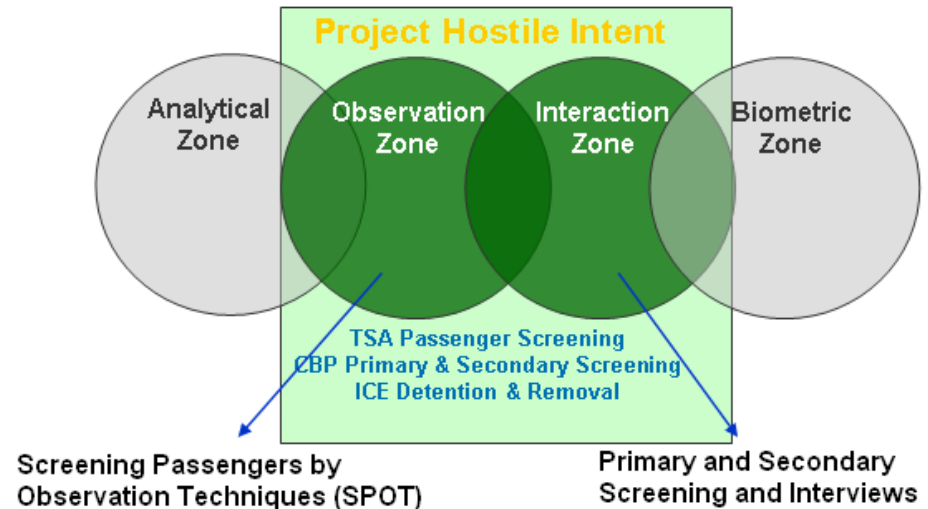 Project Hostile Intent
Analytical
Zone
Observation
Zone
Interaction
Zone
Biometric
Zone
TSA Passenger Screening
CBP Primary & Secondary Screening
ICE Detention & Removal
Screening Passengers by
Observation Techniques (SPOT)
Primary and Secondary
Screening and Interviews